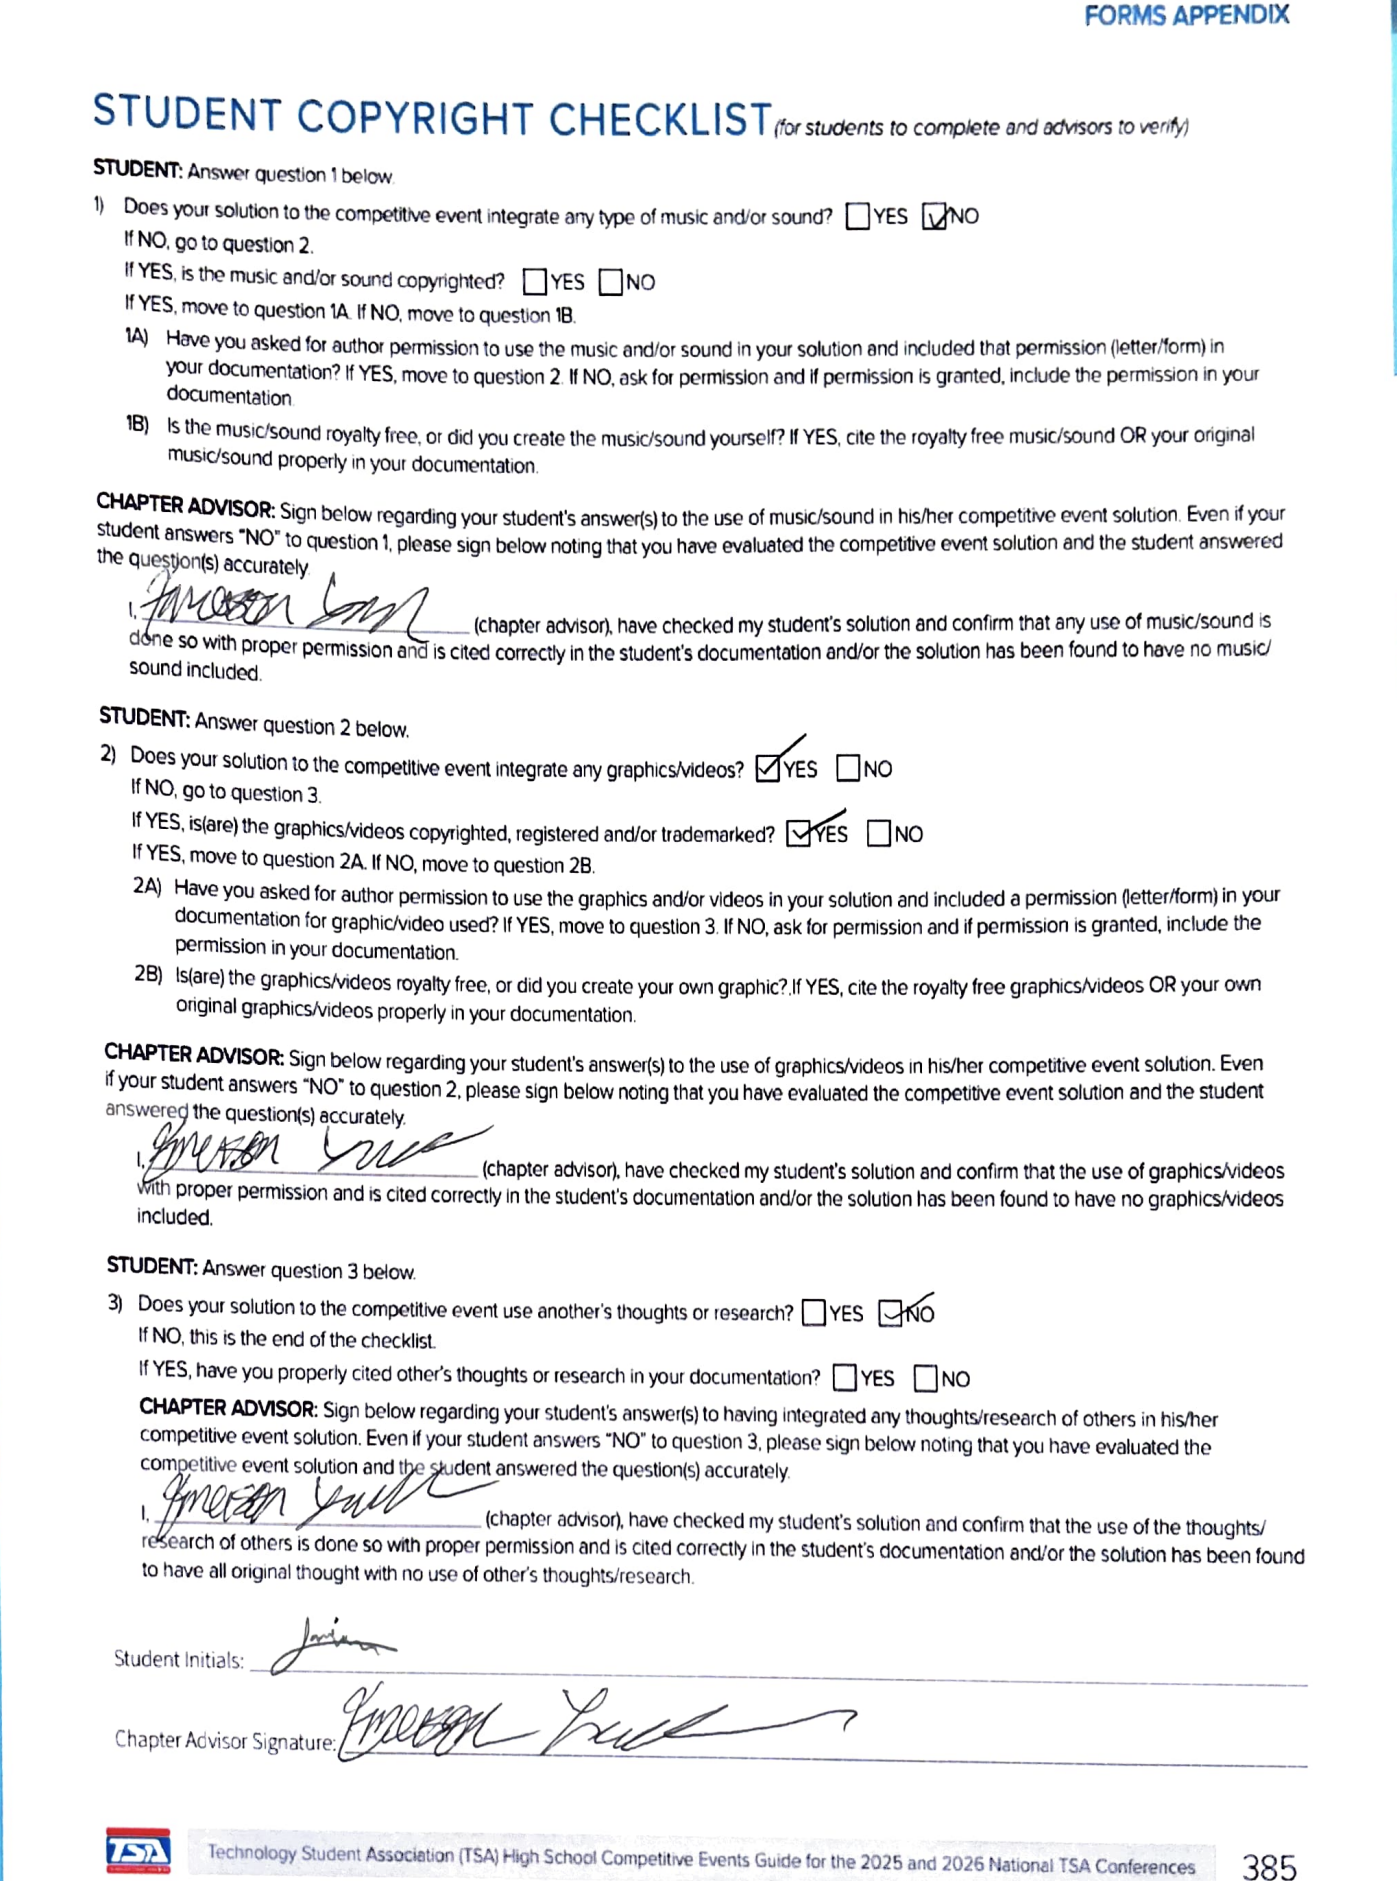 FORMS APPENDIX
STUDENT COPYRIGHT CHECKLIST (for students to complete and advisors to verify)
STUDENT: Answer question 1 below.
1) Does your solution to the competitive event integrate any type of music and/or sound? YES NO
If NO, go to question 2.
If YES, is the music and/or sound copyrighted? YES NO
If YES, move to question 1A. If NO, move to question 1B.
1A) Have you asked for author permission to use the music and/or sound in your solution and included that permission (letter/form) in
your documentation? If YES, move to question 2. If NO, ask for permission and if permission is granted, include the permission in your
documentation.
1B) Is the music/sound royalty free, or did you create the music/sound yourself? If YES, cite the royalty free music/sound OR your original
music/sound properly in your documentation.
CHAPTER ADVISOR: Sign below regarding your student's answer(s) to the use of music/sound in his/her competitive event solution. Even if your
student answers "NO" to question 1, please sign below noting that you have evaluated the competitive event solution and the student answered
the question(s) accurately.
I, (chapter advisor), have checked my student's solution and confirm that any use of music/sound is
done so with proper permission and is cited correctly in the student's documentation and/or the solution has been found to have no music/
sound included.
STUDENT: Answer question 2 below.
2) Does your solution to the competitive event integrate any graphics/videos? YES NO
If NO, go to question 3.
If YES, is(are) the graphics/videos copyrighted, registered and/or trademarked? YES NO
If YES, move to question 2A. If NO, move to question 2B.
2A) Have you asked for author permission to use the graphics and/or videos in your solution and included a permission (letter/form) in your
documentation for graphic/video used? If YES, move to question 3. If NO, ask for permission and if permission is granted, include the
permission in your documentation.
2B) Is(are) the graphics/videos royalty free, or did you create your own graphic? If YES, cite the royalty free graphics/videos OR your own
original graphics/videos properly in your documentation.
CHAPTER ADVISOR: Sign below regarding your student's answer(s) to the use of graphics/videos in his/her competitive event solution. Even
if your student answers "NO" to question 2, please sign below noting that you have evaluated the competitive event solution and the student
answered the question(s) accurately.
I, (chapter advisor), have checked my student's solution and confirm that the use of graphics/videos
with proper permission and is cited correctly in the student's documentation and/or the solution has been found to have no graphics/videos
included.
STUDENT: Answer question 3 below.
3) Does your solution to the competitive event use another's thoughts or research? YES NO
If NO, this is the end of the checklist.
If YES, have you properly cited other's thoughts or research in your documentation? YES NO
CHAPTER ADVISOR: Sign below regarding your student's answer(s) to having integrated any thoughts/research of others in his/her
competitive event solution. Even if your student answers "NO" to question 3, please sign below noting that you have evaluated the
competitive event solution and the student answered the question(s) accurately.
I, (chapter advisor), have checked my student's solution and confirm that the use of the thoughts/
research of others is done so with proper permission and is cited correctly in the student's documentation and/or the solution has been found
to have all original thought with no use of other's thoughts/research.
Student Initials:
Chapter Advisor Signature:
TSA
Technology Student Association (TSA) High School Competitive Events Guide for the 2025 and 2026 National TSA Conferences
385